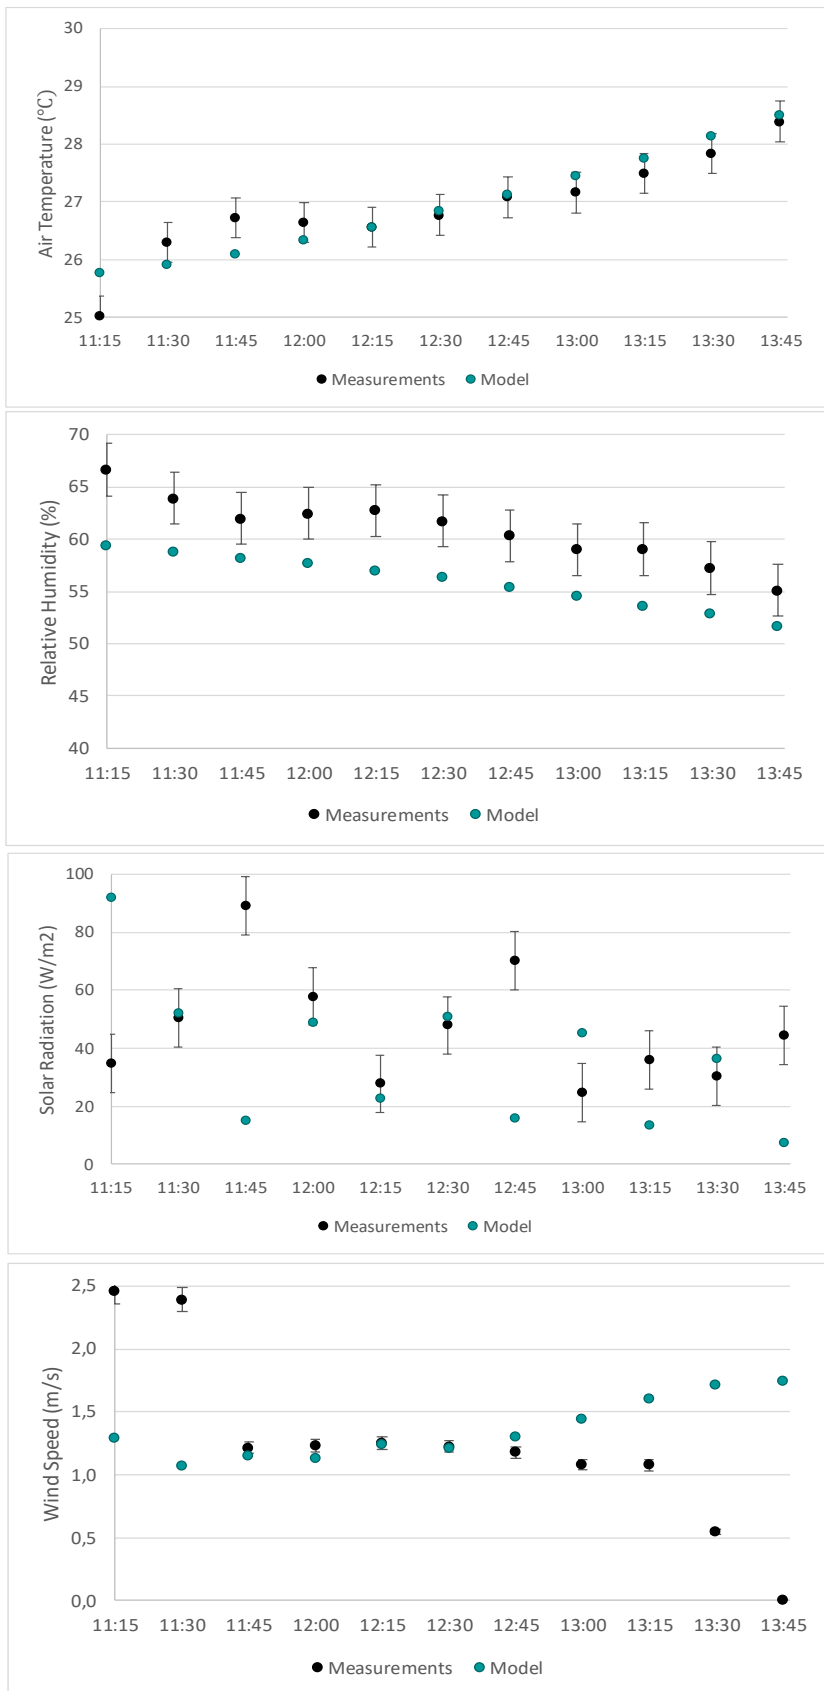 30
29
28
27
26
25
Air Temperature (°C)
11:15 11:30 11:45 12:00 12:15 12:30 12:45 13:00 13:15 13:30 13:45
Measurements Model
70
65
60
55
50
45
40
Relative Humidity (%)
11:15 11:30 11:45 12:00 12:15 12:30 12:45 13:00 13:15 13:30 13:45
Measurements Model
100
80
60
40
20
0
Solar Radiation (W/m2)
11:15 11:30 11:45 12:00 12:15 12:30 12:45 13:00 13:15 13:30 13:45
Measurements Model
2,5
2,0
1,5
1,0
0,5
0,0
Wind Speed (m/s)
11:15 11:30 11:45 12:00 12:15 12:30 12:45 13:00 13:15 13:30 13:45
Measurements Model